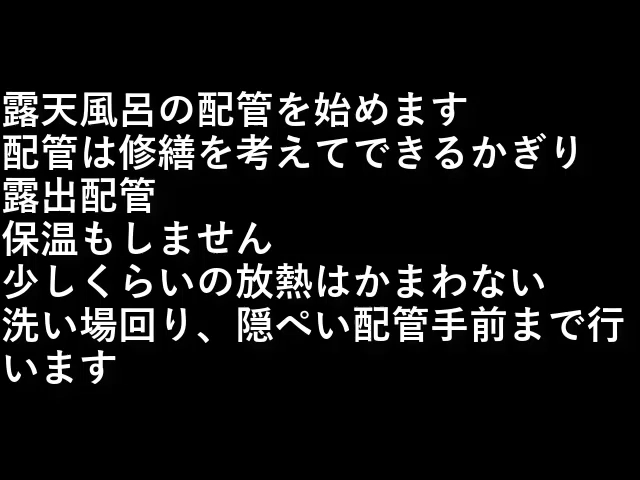 露天風呂の配管を始めます
配管は修繕を考えてできるかぎり
露出配管
保温もしません
少しくらいの放熱はかまわない
洗い場回り、隠ぺい配管手前まで行
います